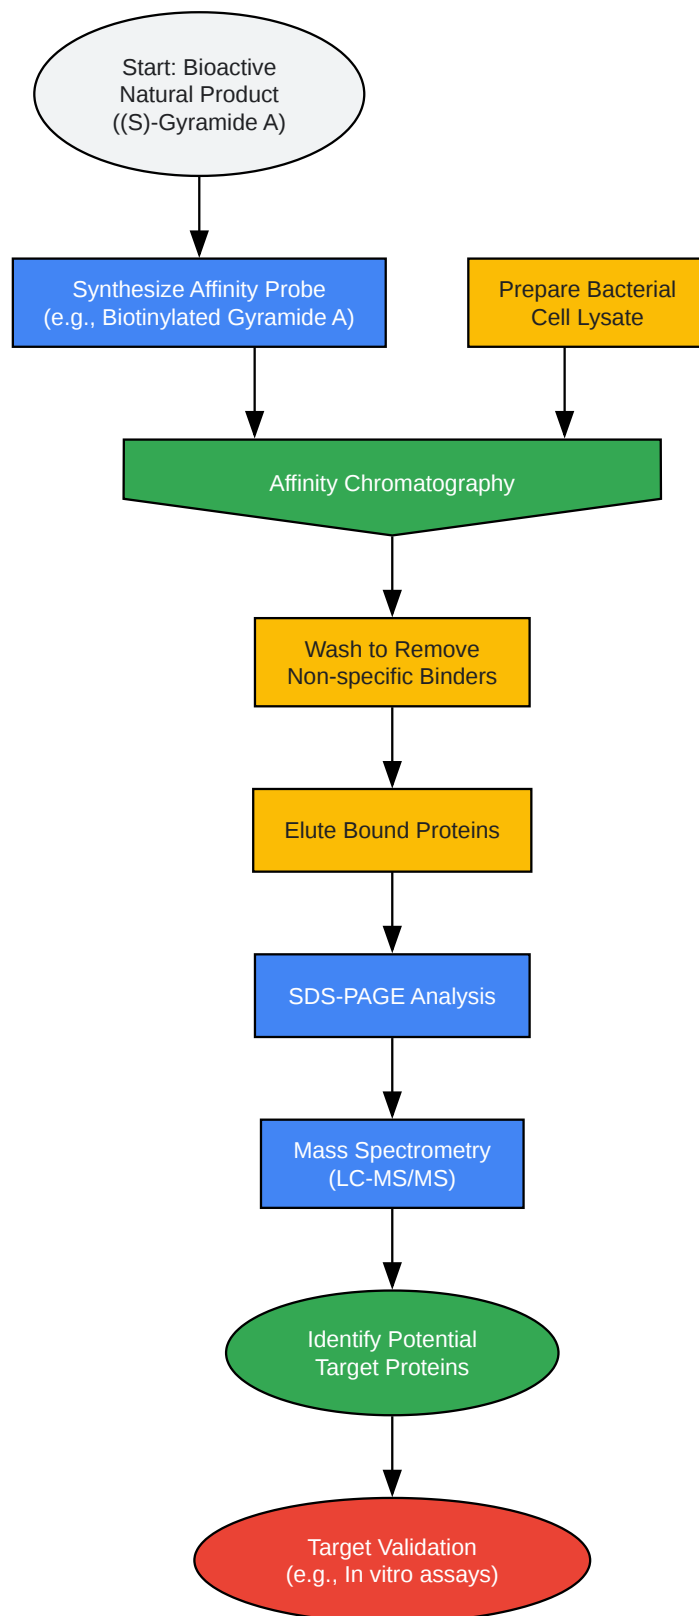 Start: Bioactive
Natural Product
((S)-Gyramide A)
Synthesize Affinity Probe
(e.g., Biotinylated Gyramide A)
Prepare Bacterial
Cell Lysate
Affinity Chromatography
Wash to Remove
Non-specific Binders
Elute Bound Proteins
SDS-PAGE Analysis
Mass Spectrometry
(LC-MS/MS)
Identify Potential
Target Proteins
Target Validation
(e.g., In vitro assays)